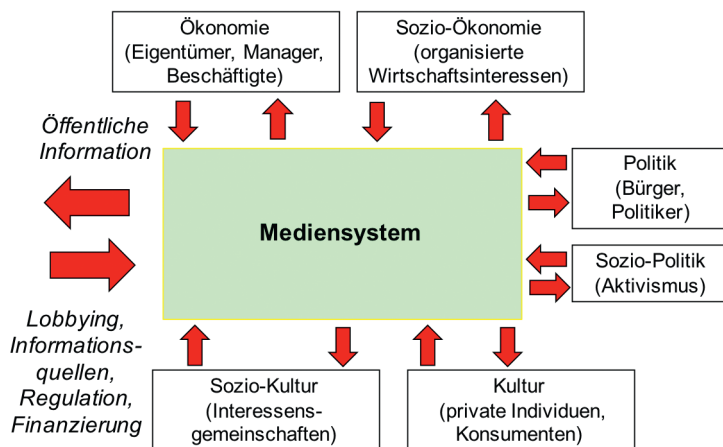 Ökonomie
(Eigentümer, Manager,
Beschäftigte)
Sozio-Ökonomie
(organisierte
Wirtschaftsinteressen)
Öffentliche
Information
Politik
(Bürger,
Politiker)
Mediensystem
Sozio-Politik
(Aktivismus)
Lobbying,
Informations-
quellen,
Regulation,
Finanzierung
Sozio-Kultur
(Interessens-
gemeinschaften)
Kultur
(private Individuen,
Konsumenten)